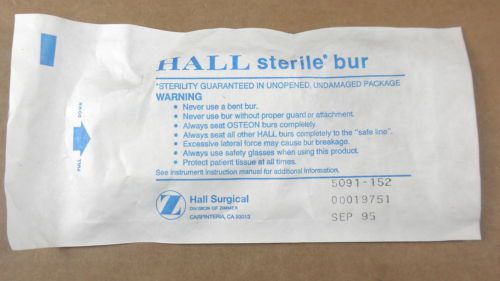 HALL sterile* bur
*STERILITY GUARANTEED IN UNOPENED, UNDAMAGED PACKAGE
WARNING
• Never use a bent bur.
• Never use bur without proper guard or attachment.
• Always seat OSTEON burs completely.
• Always seat all other HALL burs completely to the "safe line".
• Excessive lateral force may cause bur breakage.
• Always use safety glasses when using this product.
• Protect patient tissue at all times.
See instrument instruction manual for additional information.
PULL DOWN
Z
Hall Surgical
DIVISION OF ZIMMER
CARPINTERIA, CA 93013
5091-152
00019751
SEP 95